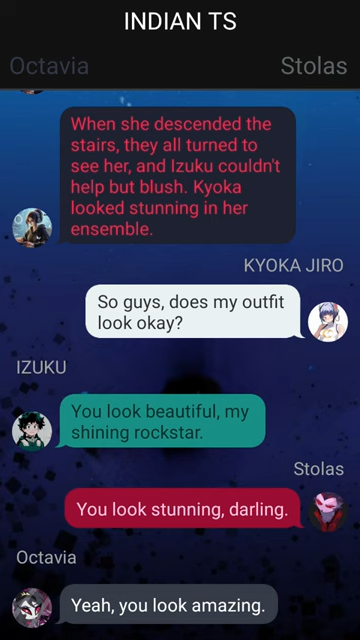 INDIAN TS
Octavia
Stolas
When she descended the
stairs, they all turned to
see her, and Izuku couldn't
help but blush. Kyoka
looked stunning in her
ensemble.
KYOKA JIRO
So guys, does my outfit
look okay?
IZUKU
You look beautiful, my
shining rockstar.
Stolas
You look stunning, darling.
Octavia
Yeah, you look amazing.